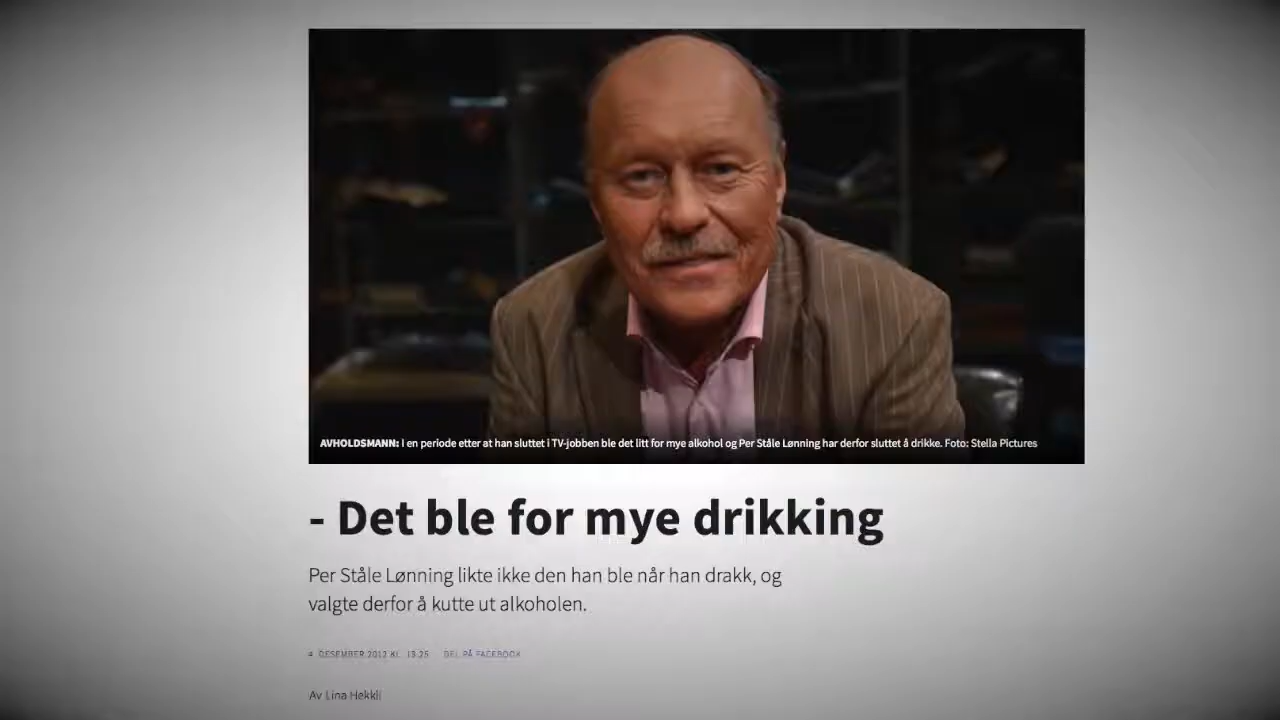 AVHOLDSMANN: I en periode etter at han sluttet i TV-jobben ble det litt for mye alkohol og Per Ståle Lønning har derfor sluttet å drikke. Foto: Stella Pictures
- Det ble for mye drikking
Per Ståle Lønning likte ikke den han ble når han drakk, og
valgte derfor å kutte ut alkoholen.
4. DESEMBER 2012 KL. 13.25 DEL PÅ FACEBOOK
Av Lina Hekkli